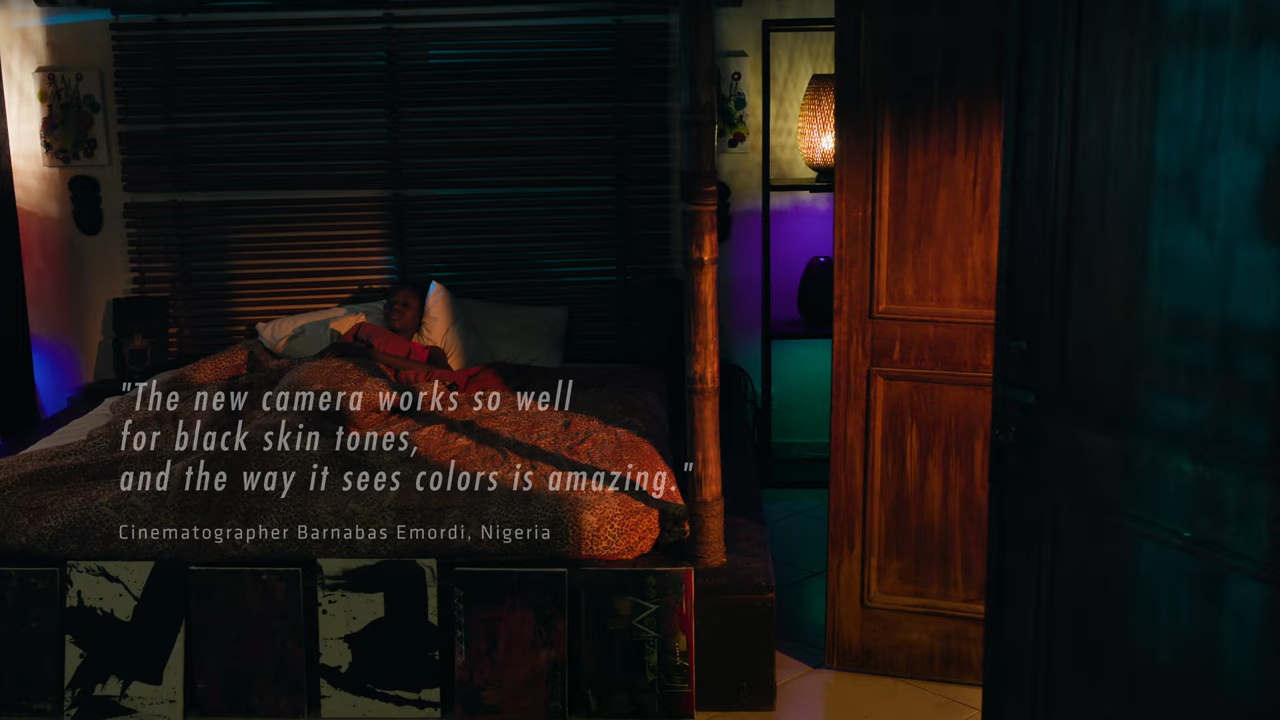 "The new camera works so well
for black skin tones,
and the way it sees colors is amazing."
Cinematographer Barnabas Emordi, Nigeria